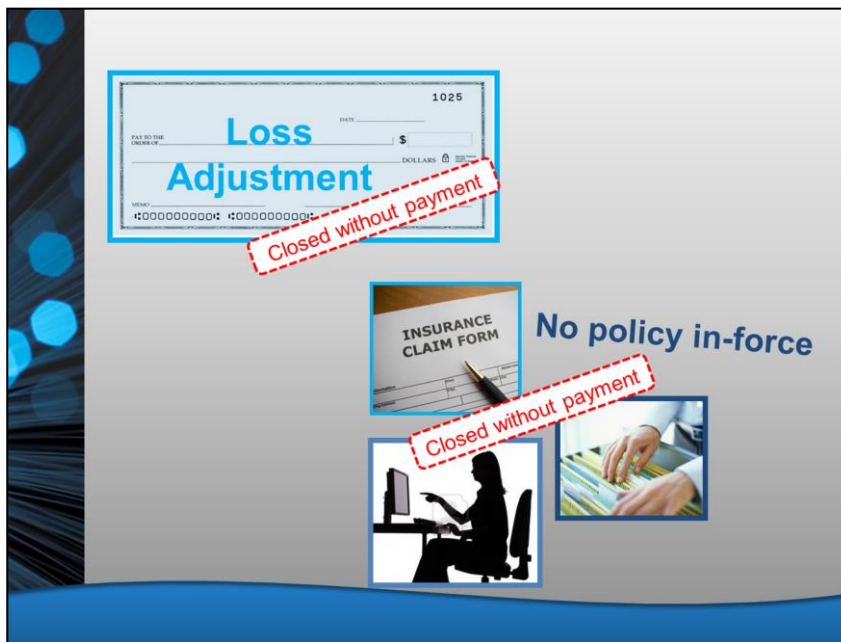 1025
DATE
PAY TO THE
ORDER OF
$
DOLLARS
MEMO
Loss
Adjustment
Closed without payment
INSURANCE
CLAIM FORM
No policy in-force
Closed without payment